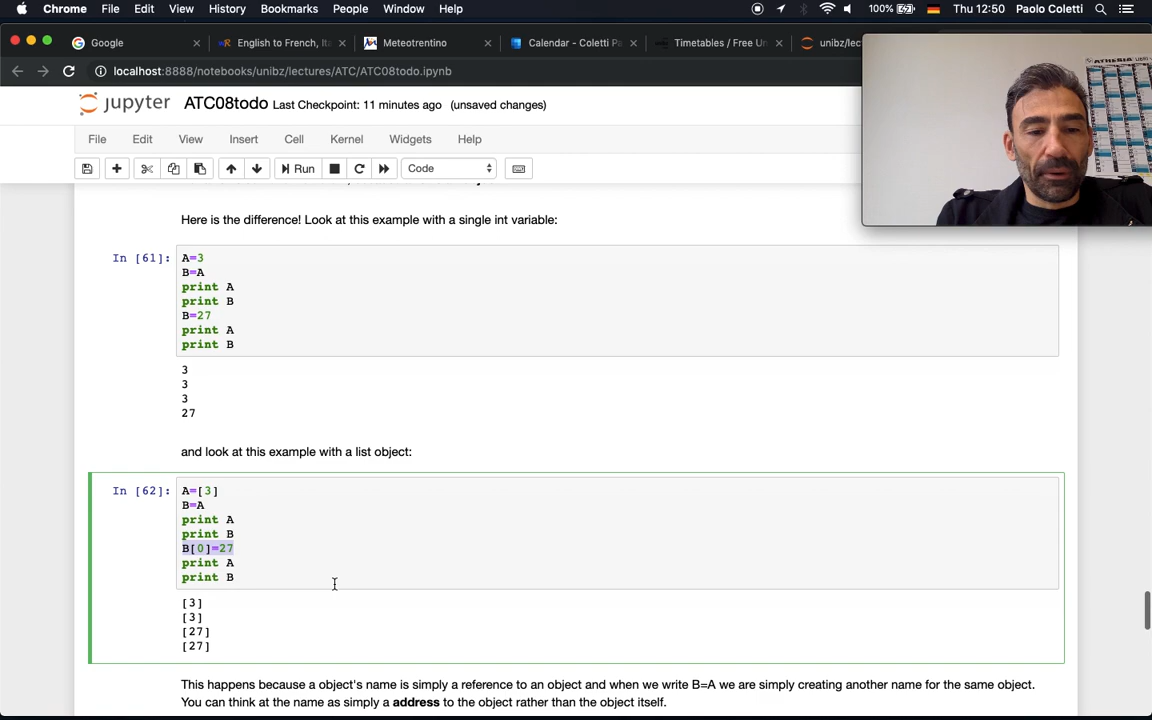 Chrome File Edit View History Bookmarks People Window Help 100% Thu 12:50 Paolo Coletti
Google English to French, Ita Meteotrentino Calendar - Coletti Pa Timetables / Free Un unibz/lec
localhost:8888/notebooks/unibz/lectures/ATC/ATC08todo.ipynb
jupyter ATC08todo Last Checkpoint: 11 minutes ago (unsaved changes)
File Edit View Insert Cell Kernel Widgets Help
Run Code
Here is the difference! Look at this example with a single int variable:
In [61]: A=3
B=A
print A
print B
B=27
print A
print B
3
3
3
27
and look at this example with a list object:
In [62]: A=[3]
B=A
print A
print B
B[0]=27
print A
print B
[3]
[3]
[27]
[27]
This happens because a object's name is simply a reference to an object and when we write B=A we are simply creating another name for the same object.
You can think at the name as simply a address to the object rather than the object itself.